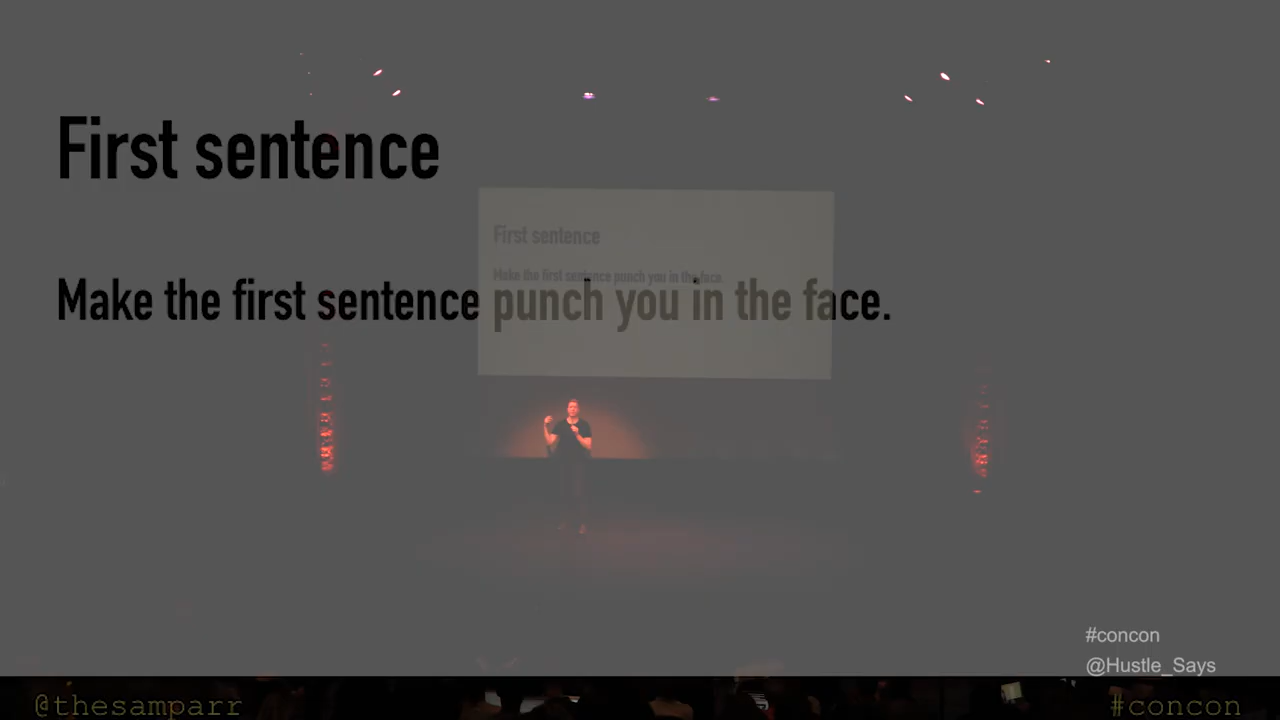 First sentence
First sentence
Make the first sentence punch you in the face.
Make the first sentence punch you in the face.
#concon
@Hustle_Says
@thesamparr
#concon